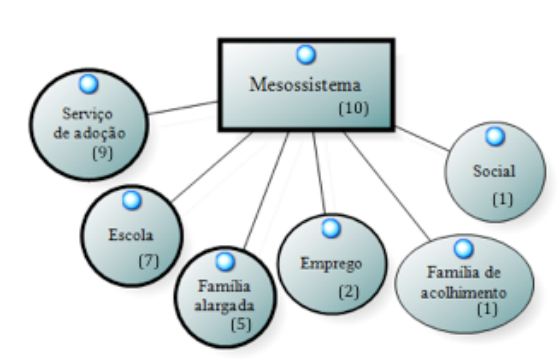 Mesossistema
(10)
Serviço
de adoção
(9)
Escola
(7)
Família
alargada
(5)
Emprego
(2)
Família de
acolhimento
(1)
Social
(1)